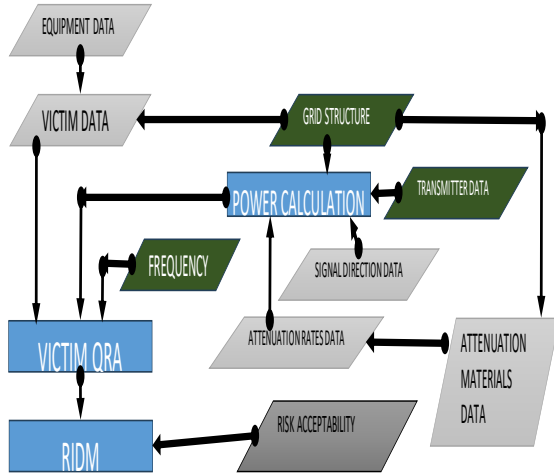 EQUIPMENT DATA
VICTIM DATA
GRID STRUCTURE
POWER CALCULATION
TRANSMITTER DATA
FREQUENCY
SIGNAL DIRECTION DATA
VICTIM QRA
ATTENUATION RATES DATA
ATTENUATION
MATERIALS
DATA
RIDM
RISK ACCEPTABILITY